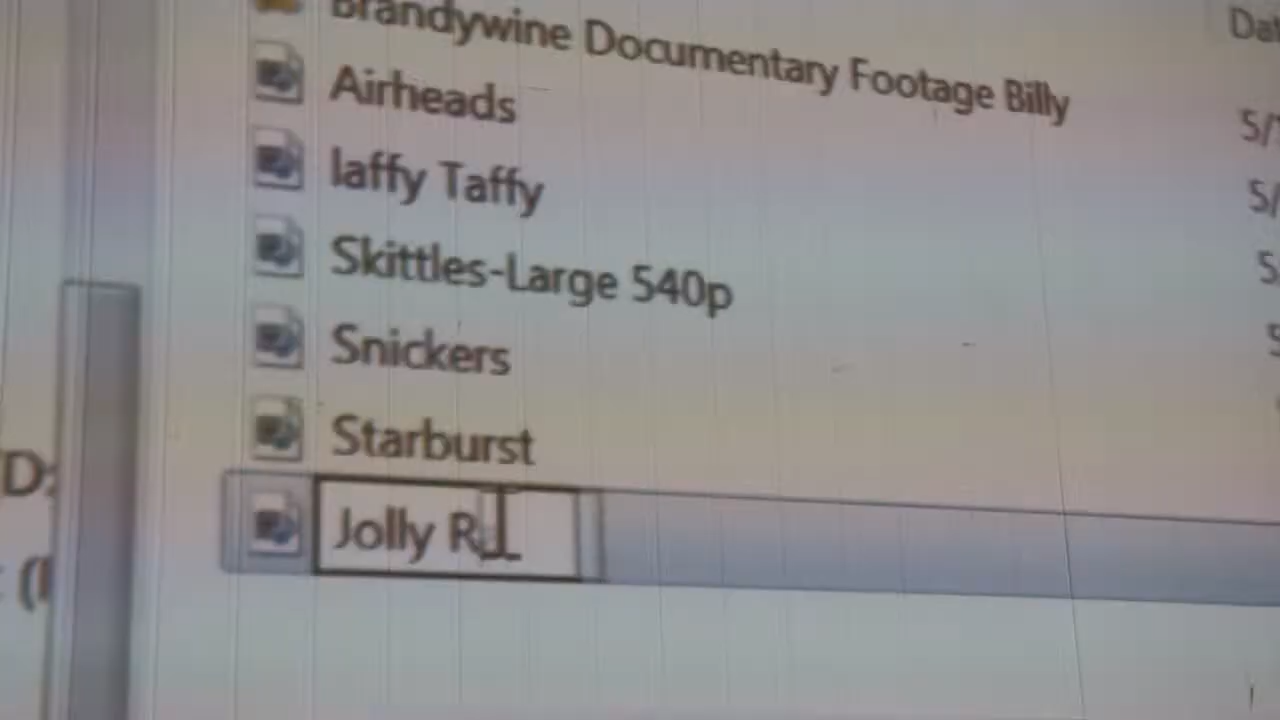 Brandywine Documentary Footage Billy
Airheads
laffy Taffy
Skittles-Large 540p
Snickers
Starburst
Jolly R